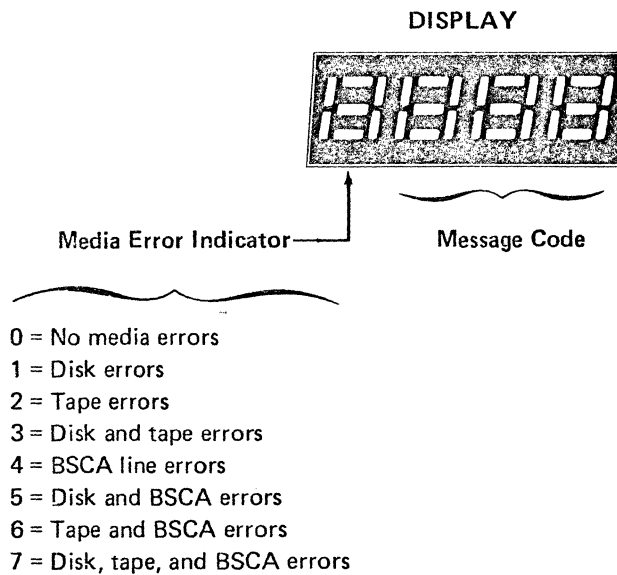 DISPLAY
Media Error Indicator
Message Code
0 = No media errors
1 = Disk errors
2 = Tape errors
3 = Disk and tape errors
4 = BSCA line errors
5 = Disk and BSCA errors
6 = Tape and BSCA errors
7 = Disk, tape, and BSCA errors